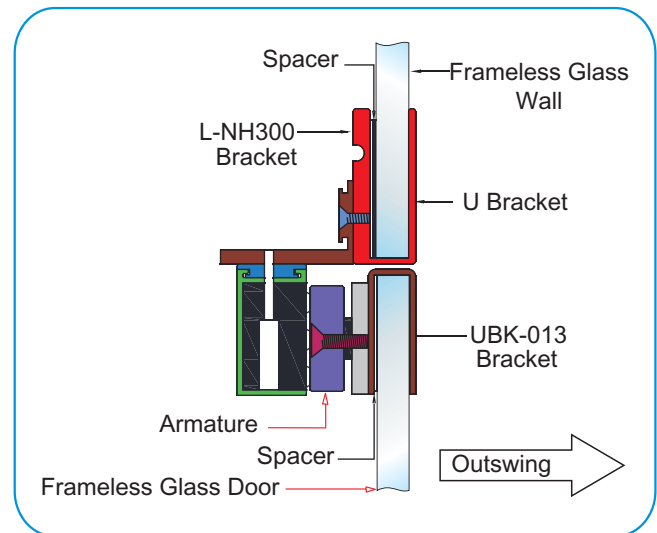 Spacer
Frameless Glass
Wall
L-NH300
Bracket
U Bracket
UBK-013
Bracket
Armature
Spacer
Outswing
Frameless Glass Door